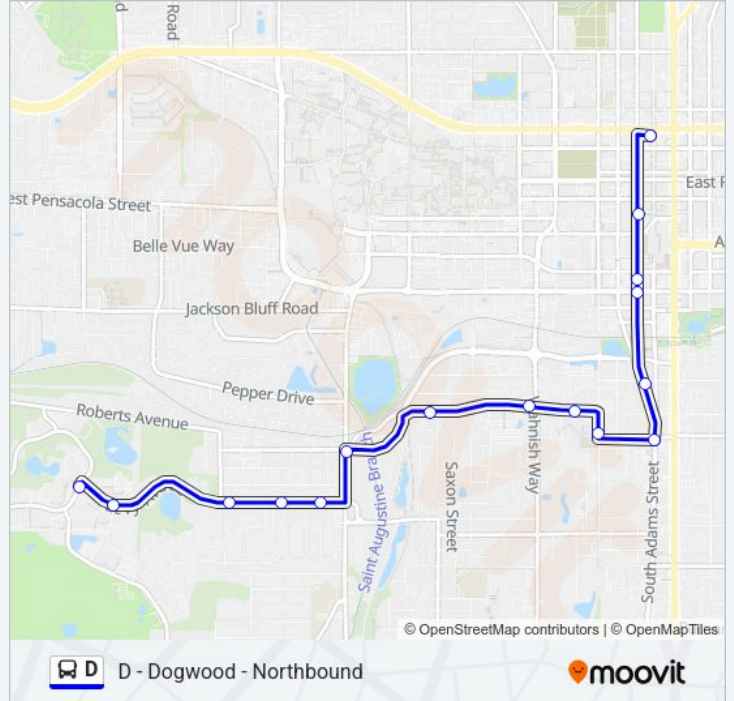 d
Road
East F
est Pensacola Street
Belle Vue Way
A
Jackson Bluff Road
Pepper Drive
Roberts Avenue
Saint Augustine Branch
Saxon Street
Wahnish Way
South Adams Street
© OpenStreetMap contributors | © OpenMapTiles
D
D - Dogwood - Northbound
moovit